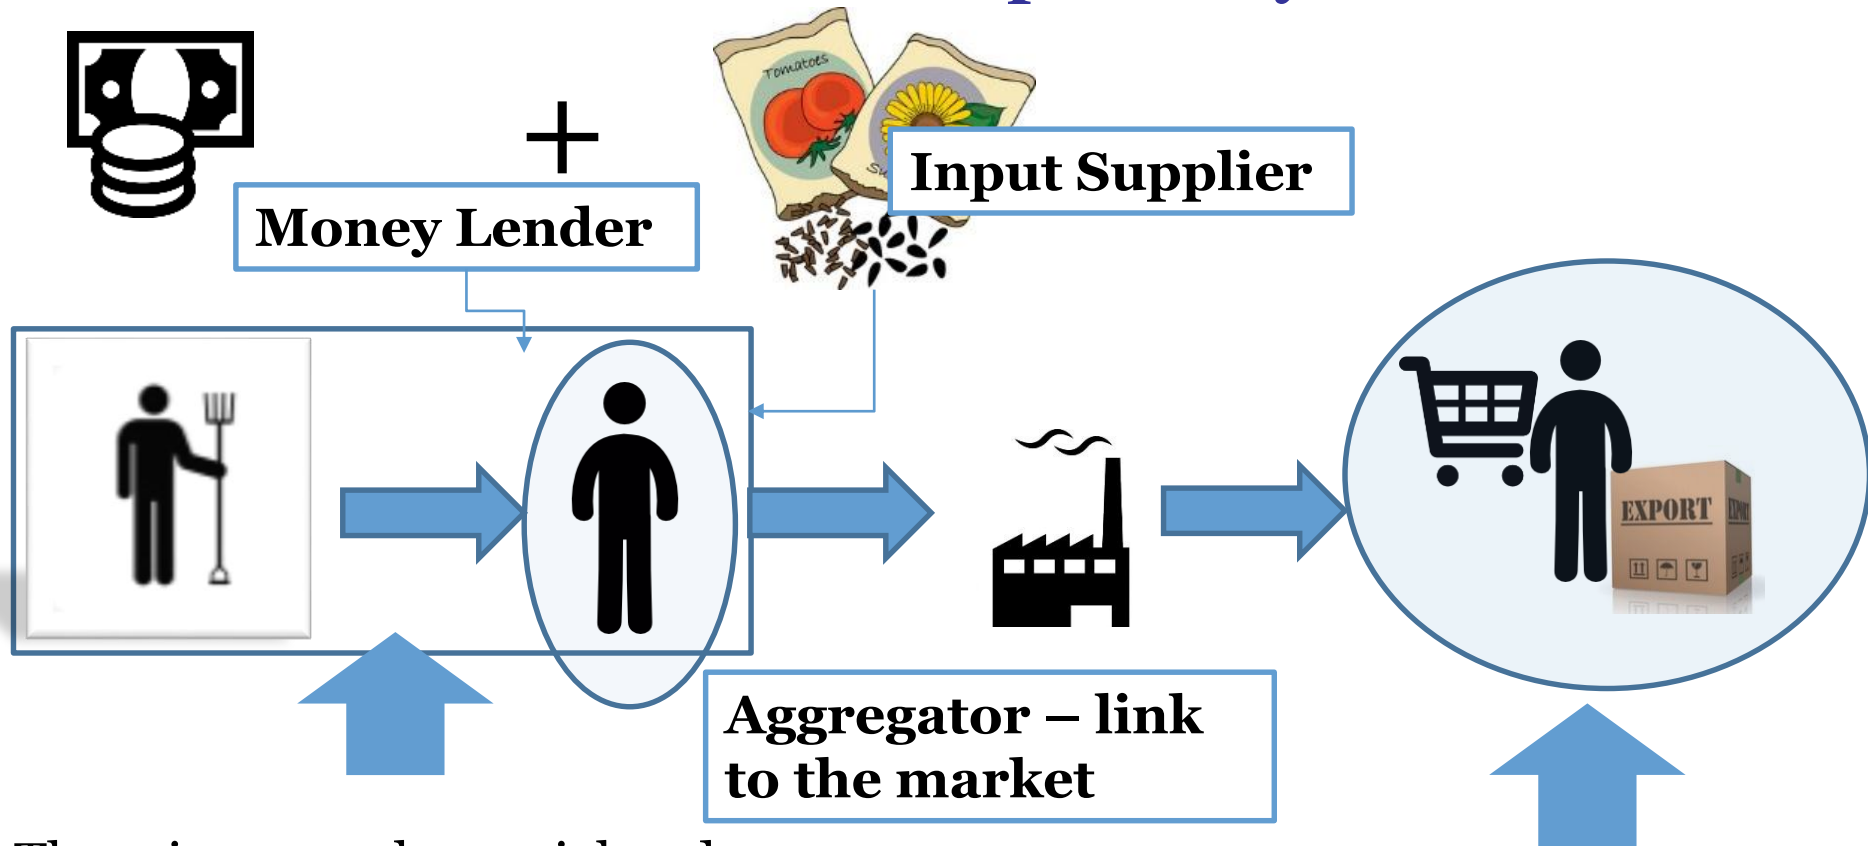 Tomatoes
Input Supplier
Money Lender
EXPORT
Aggregator – link
to the market